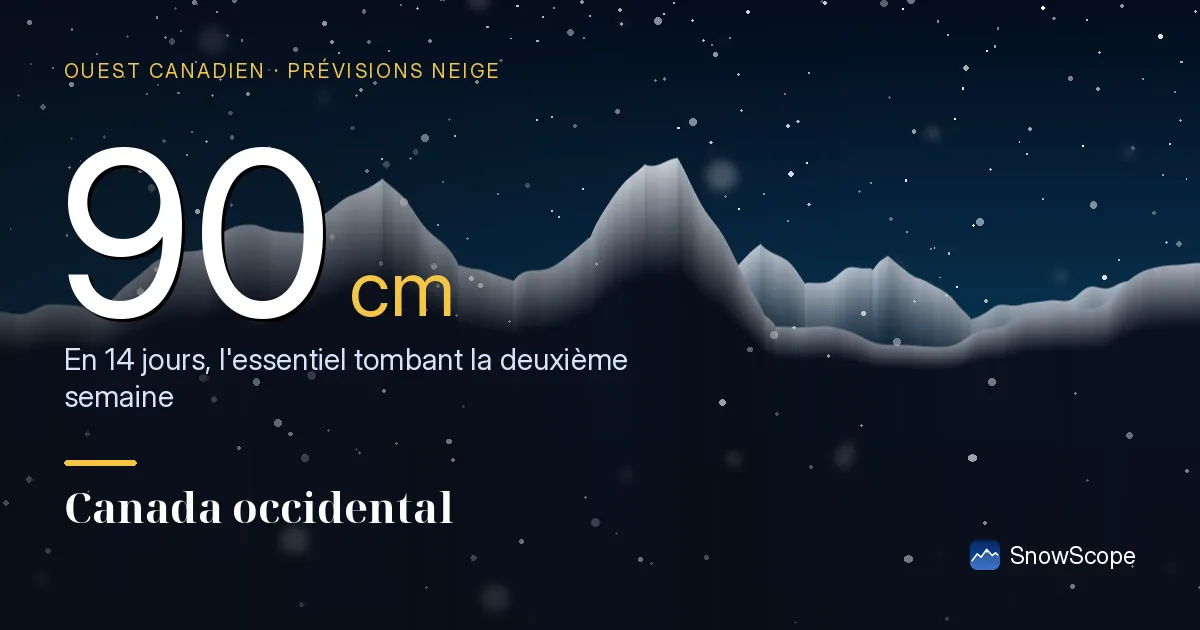 OUEST CANADIEN · PRÉVISIONS NEIGE
90 cm
En 14 jours, l'essentiel tombant la deuxième
semaine
Canada occidental
SnowScope